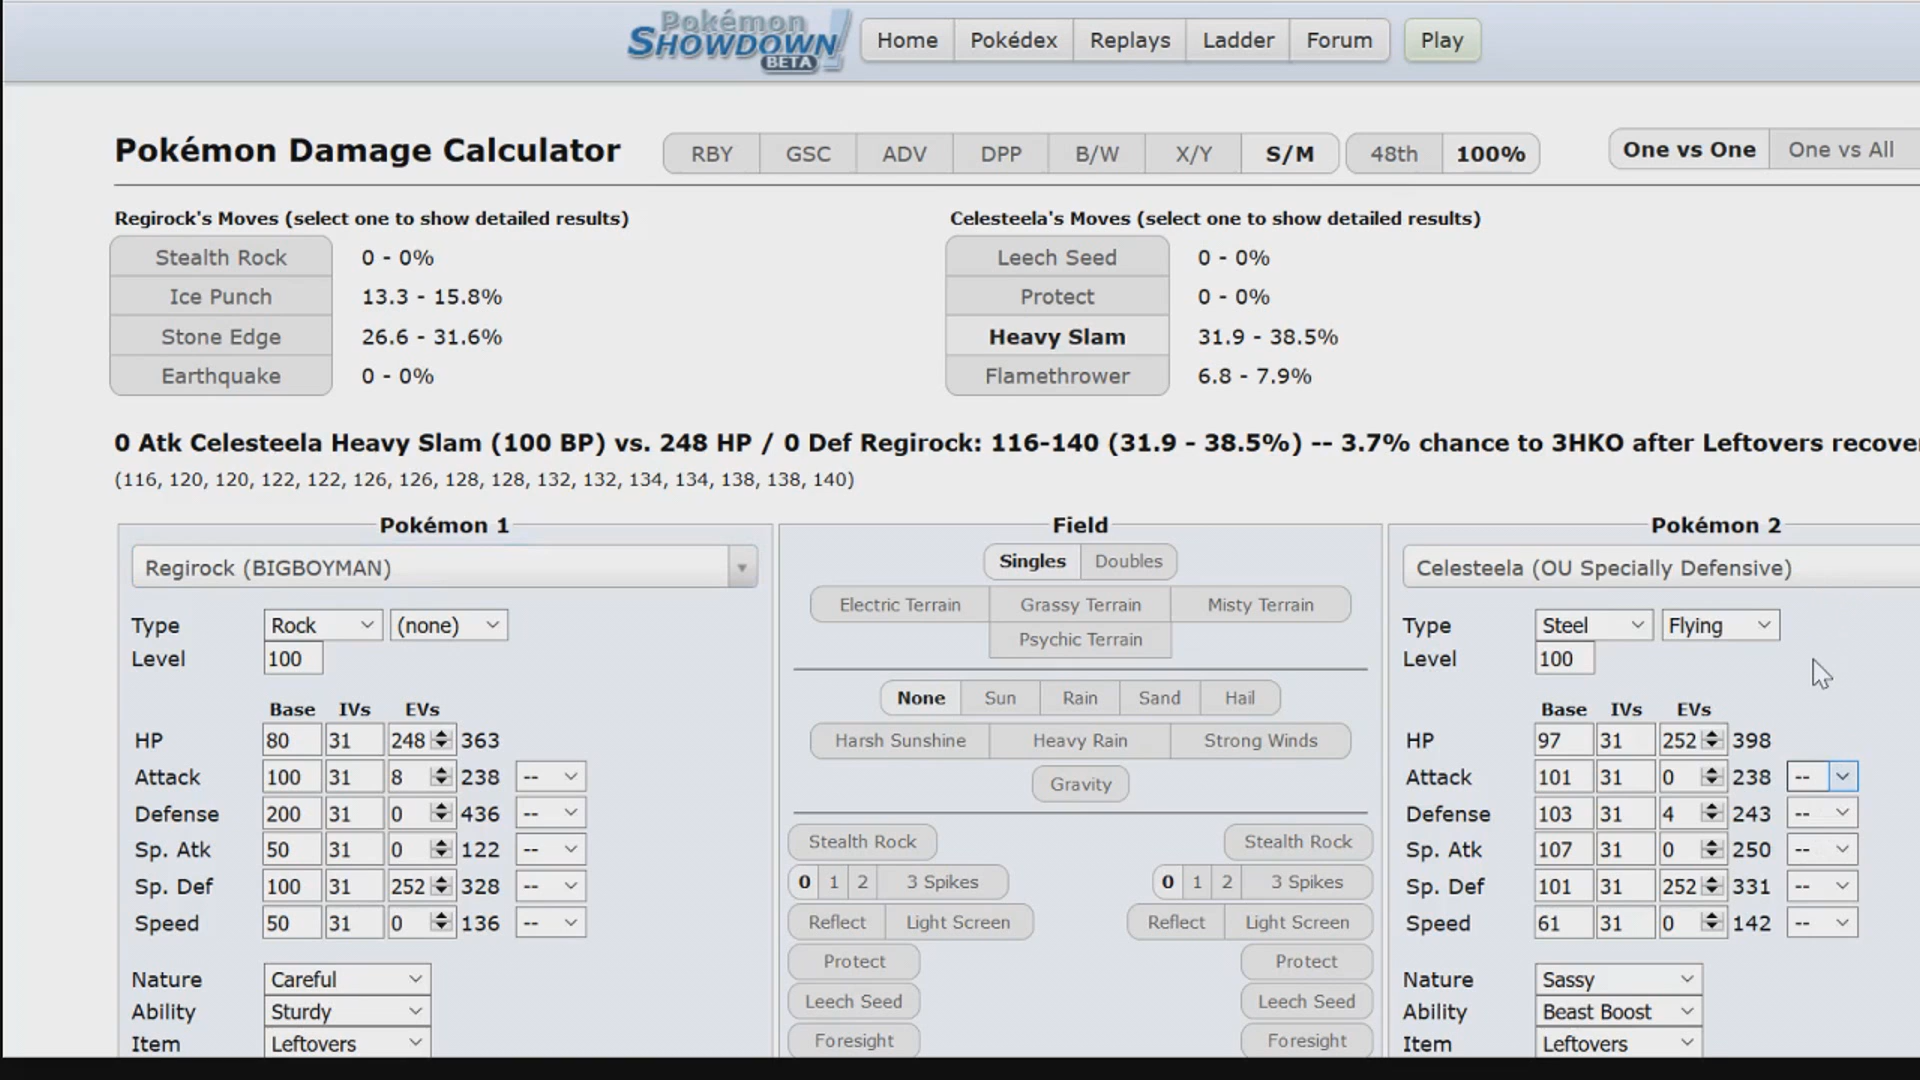 Pokémon SHOWDOWN! BETA
Home Pokédex Replays Ladder Forum Play
Pokémon Damage Calculator RBY GSC ADV DPP B/W X/Y S/M 48th 100% One vs One One vs All
Regirock's Moves (select one to show detailed results) Celesteela's Moves (select one to show detailed results)
Stealth Rock 0 - 0% Leech Seed 0 - 0%
Ice Punch 13.3 - 15.8% Protect 0 - 0%
Stone Edge 26.6 - 31.6% Heavy Slam 31.9 - 38.5%
Earthquake 0 - 0% Flamethrower 6.8 - 7.9%
0 Atk Celesteela Heavy Slam (100 BP) vs. 248 HP / 0 Def Regirock: 116-140 (31.9 - 38.5%) -- 3.7% chance to 3HKO after Leftovers recove
(116, 120, 120, 122, 122, 126, 126, 128, 128, 132, 132, 134, 134, 138, 138, 140)
Pokémon 1 Field Pokémon 2
Regirock (BIGBOYMAN) Singles Doubles Celesteela (OU Specially Defensive)
Electric Terrain Grassy Terrain Misty Terrain
Type Rock (none) Psychic Terrain Type Steel Flying
Level 100 Level 100
None Sun Rain Sand Hail
Base IVs EVs Base IVs EVs
HP 80 31 248 363 Harsh Sunshine Heavy Rain Strong Winds HP 97 31 252 398
Attack 100 31 8 238 -- Gravity Attack 101 31 0 238 --
Defense 200 31 0 436 -- Defense 103 31 4 243 --
Sp. Atk 50 31 0 122 -- Stealth Rock Stealth Rock Sp. Atk 107 31 0 250 --
Sp. Def 100 31 252 328 -- 0 1 2 3 Spikes 0 1 2 3 Spikes Sp. Def 101 31 252 331 --
Speed 50 31 0 136 -- Reflect Light Screen Reflect Light Screen Speed 61 31 0 142 --
Protect Protect
Nature Careful Leech Seed Leech Seed Nature Sassy
Ability Sturdy Ability Beast Boost
Item Leftovers Foresight Foresight Item Leftovers